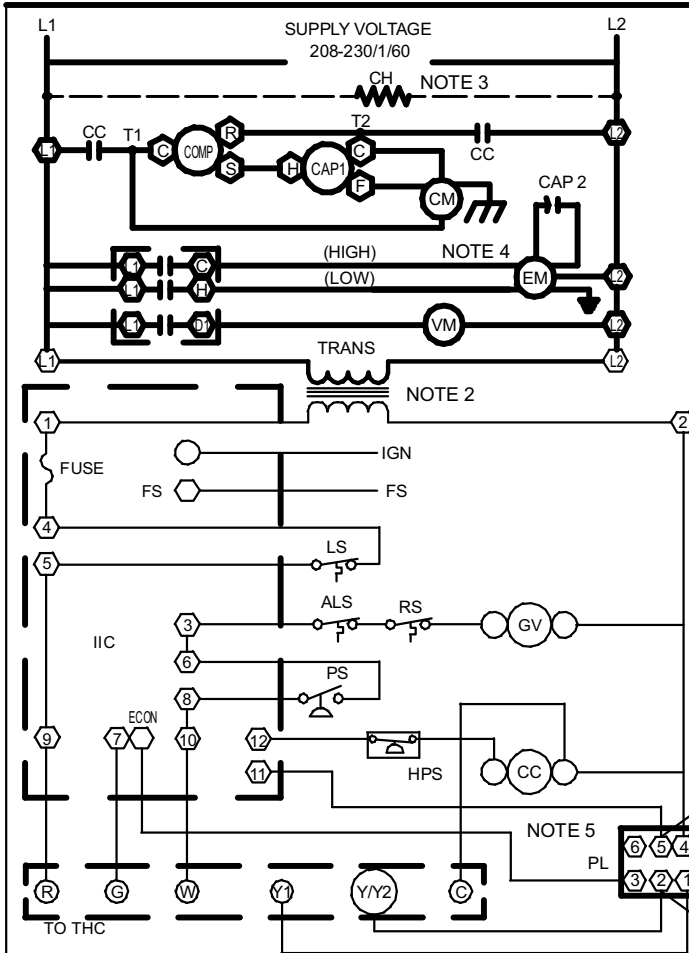 L1
SUPPLY VOLTAGE
L2
208-230/1/60
CH
NOTE 3
CC
T1
T2
CC
L1
C
COMP
R
S
H
CAP1
C
F
CM
L2
CAP 2
(HIGH)
NOTE 4
L1
C
(LOW)
L1
H
EM
L2
L1
D1
VM
L2
TRANS
L1
L2
NOTE 2
1
2
FUSE
IGN
FS
FS
4
LS
5
ALS
RS
3
GV
IIC
6
PS
8
ECON
9
7
10
12
CC
HPS
11
NOTE 5
PL
6
5
4
3
2
1
R
G
W
Y1
Y/Y2
C
TO THC